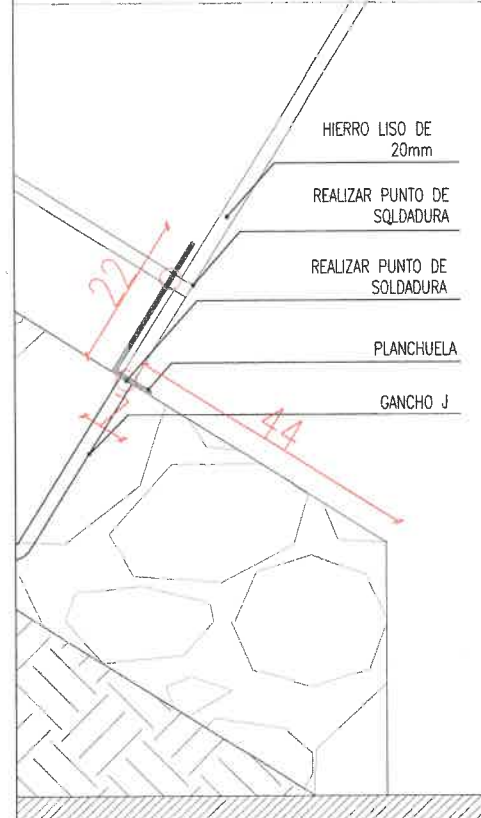 HIERRO LISO DE
20mm
REALIZAR PUNTO DE
SOLDADURA
REALIZAR PUNTO DE
SOLDADURA
PLANCHUELA
GANCHO J
22
44